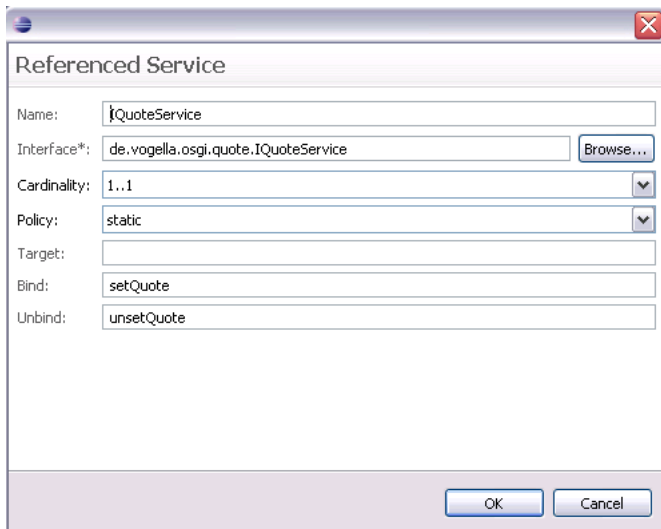 Referenced Service
Name: IQuoteService
Interface*: de.vogella.osgi.quote.IQuoteService Browse...
Cardinality: 1..1
Policy: static
Target:
Bind: setQuote
Unbind: unsetQuote
OK Cancel